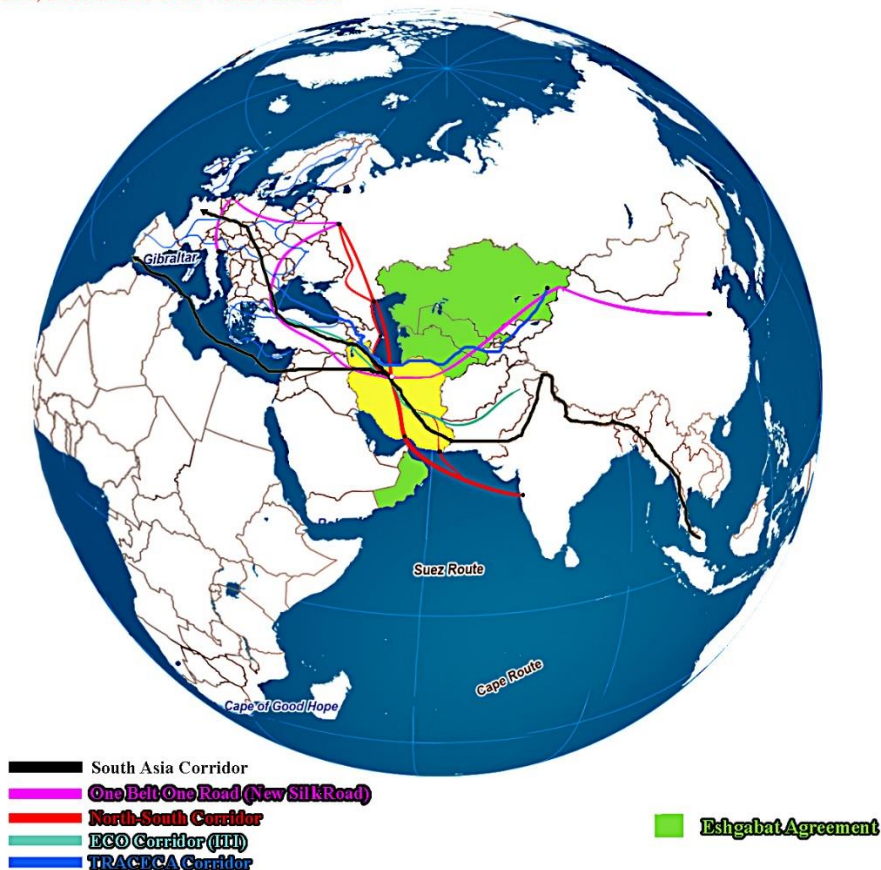 Gibraltar
Suez Route
Cape Route
Cape of Good Hope
South Asia Corridor
One Belt One Road (New SilkRoad)
North-South Corridor
ECO Corridor (ITI)
TRACECA Corridor
Eshgabat Agreement